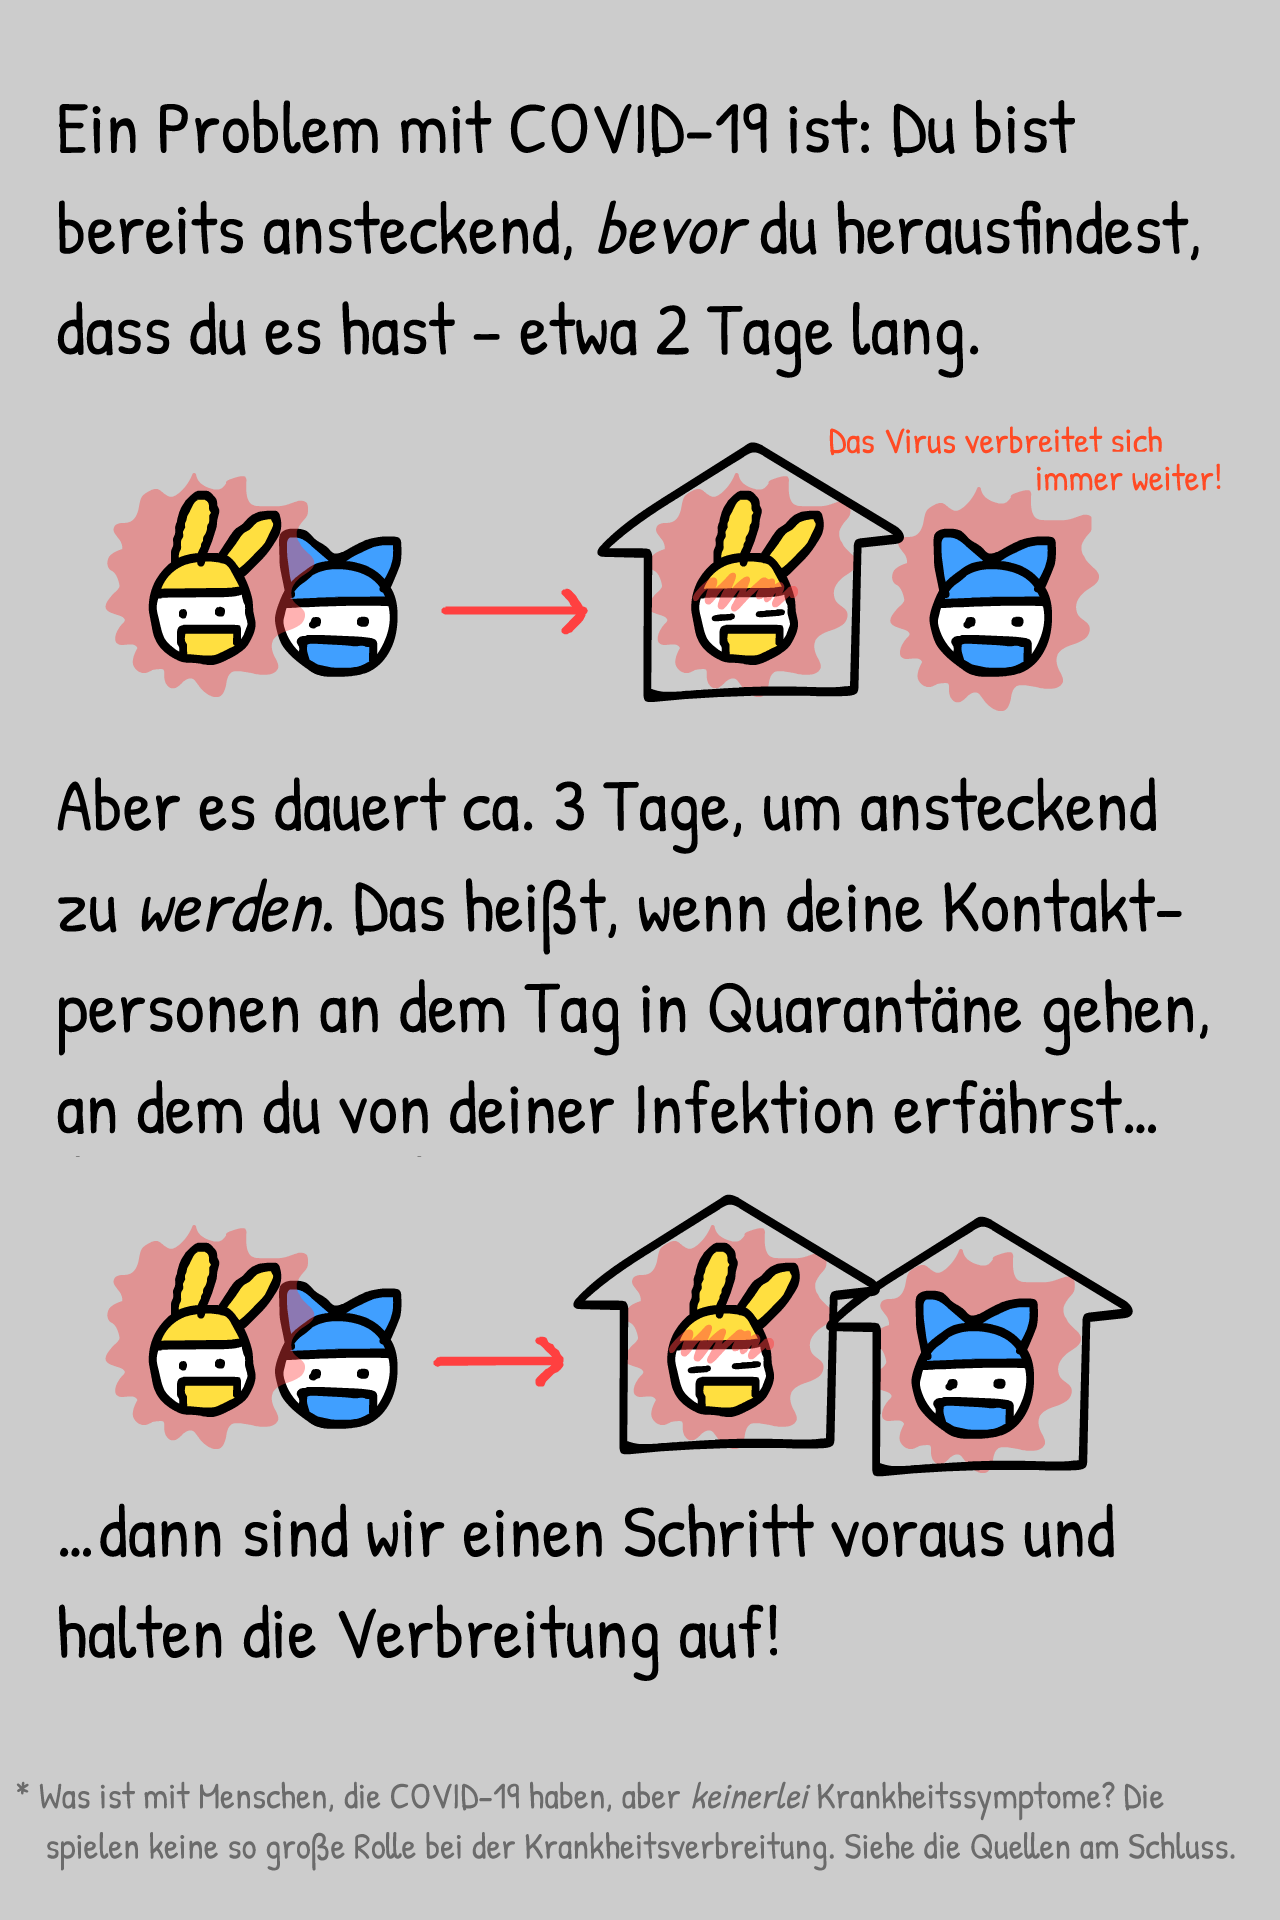 Ein Problem mit COVID-19 ist: Du bist
bereits ansteckend, bevor du herausfindest,
dass du es hast – etwa 2 Tage lang.
Das Virus verbreitet sich
immer weiter!
Aber es dauert ca. 3 Tage, um ansteckend
zu werden. Das heißt, wenn deine Kontakt-
personen an dem Tag in Quarantäne gehen,
an dem du von deiner Infektion erfährst...
...dann sind wir einen Schritt voraus und
halten die Verbreitung auf!
* Was ist mit Menschen, die COVID-19 haben, aber keinerlei Krankheitssymptome? Die
spielen keine so große Rolle bei der Krankheitsverbreitung. Siehe die Quellen am Schluss.